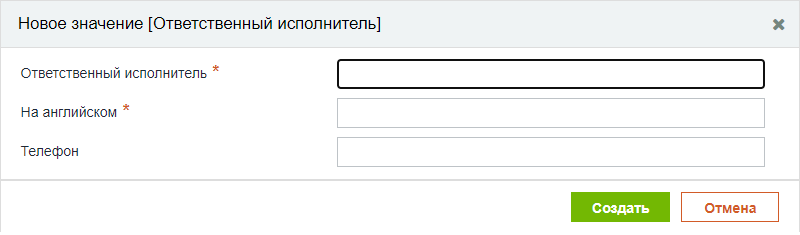 Новое значение [Ответственный исполнитель]
Ответственный исполнитель *
На английском *
Телефон
Создать Отмена